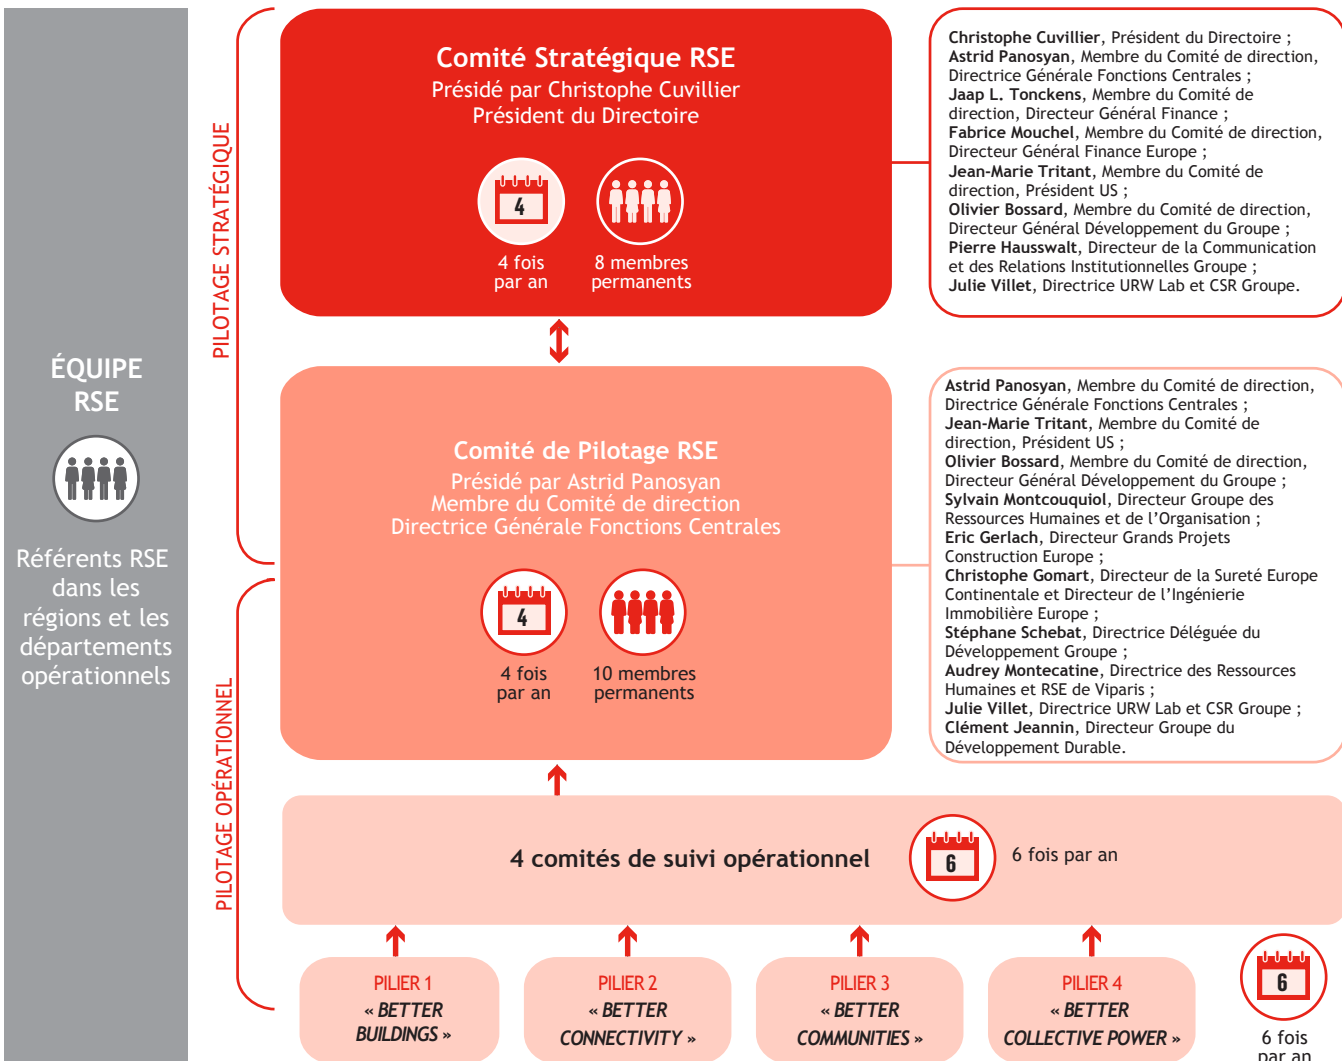 ÉQUIPE
RSE
Référents RSE
dans les
régions et les
départements
opérationnels
PILOTAGE STRATÉGIQUE
Comité Stratégique RSE
Présidé par Christophe Cuvillier
Président du Directoire
4
4 fois
par an
8 membres
permanents
Christophe Cuvillier, Président du Directoire ;
Astrid Panosyan, Membre du Comité de direction,
Directrice Générale Fonctions Centrales ;
Jaap L. Tonckens, Membre du Comité de
direction, Directeur Général Finance ;
Fabrice Mouchel, Membre du Comité de direction,
Directeur Général Finance Europe ;
Jean-Marie Tritant, Membre du Comité de
direction, Président US ;
Olivier Bossard, Membre du Comité de direction,
Directeur Général Développement du Groupe ;
Pierre Hausswalt, Directeur de la Communication
et des Relations Institutionnelles Groupe ;
Julie Villet, Directrice URW Lab et CSR Groupe.
Comité de Pilotage RSE
Présidé par Astrid Panosyan
Membre du Comité de direction
Directrice Générale Fonctions Centrales
4
4 fois
par an
10 membres
permanents
Astrid Panosyan, Membre du Comité de direction,
Directrice Générale Fonctions Centrales ;
Jean-Marie Tritant, Membre du Comité de
direction, Président US ;
Olivier Bossard, Membre du Comité de direction,
Directeur Général Développement du Groupe ;
Sylvain Montcouquiol, Directeur Groupe des
Ressources Humaines et de l'Organisation ;
Eric Gerlach, Directeur Grands Projets
Construction Europe ;
Christophe Gomart, Directeur de la Sureté Europe
Continentale et Directeur de l'Ingénierie
Immobilière Europe ;
Stéphane Schebat, Directrice Déléguée du
Développement Groupe ;
Audrey Montecatine, Directrice des Ressources
Humaines et RSE de Viparis ;
Julie Villet, Directrice URW Lab et CSR Groupe ;
Clément Jeannin, Directeur Groupe du
Développement Durable.
PILOTAGE OPÉRATIONNEL
4 comités de suivi opérationnel
6
6 fois par an
PILIER 1
« BETTER
BUILDINGS »
PILIER 2
« BETTER
CONNECTIVITY »
PILIER 3
« BETTER
COMMUNITIES »
PILIER 4
« BETTER
COLLECTIVE POWER »
6
6 fois
par an